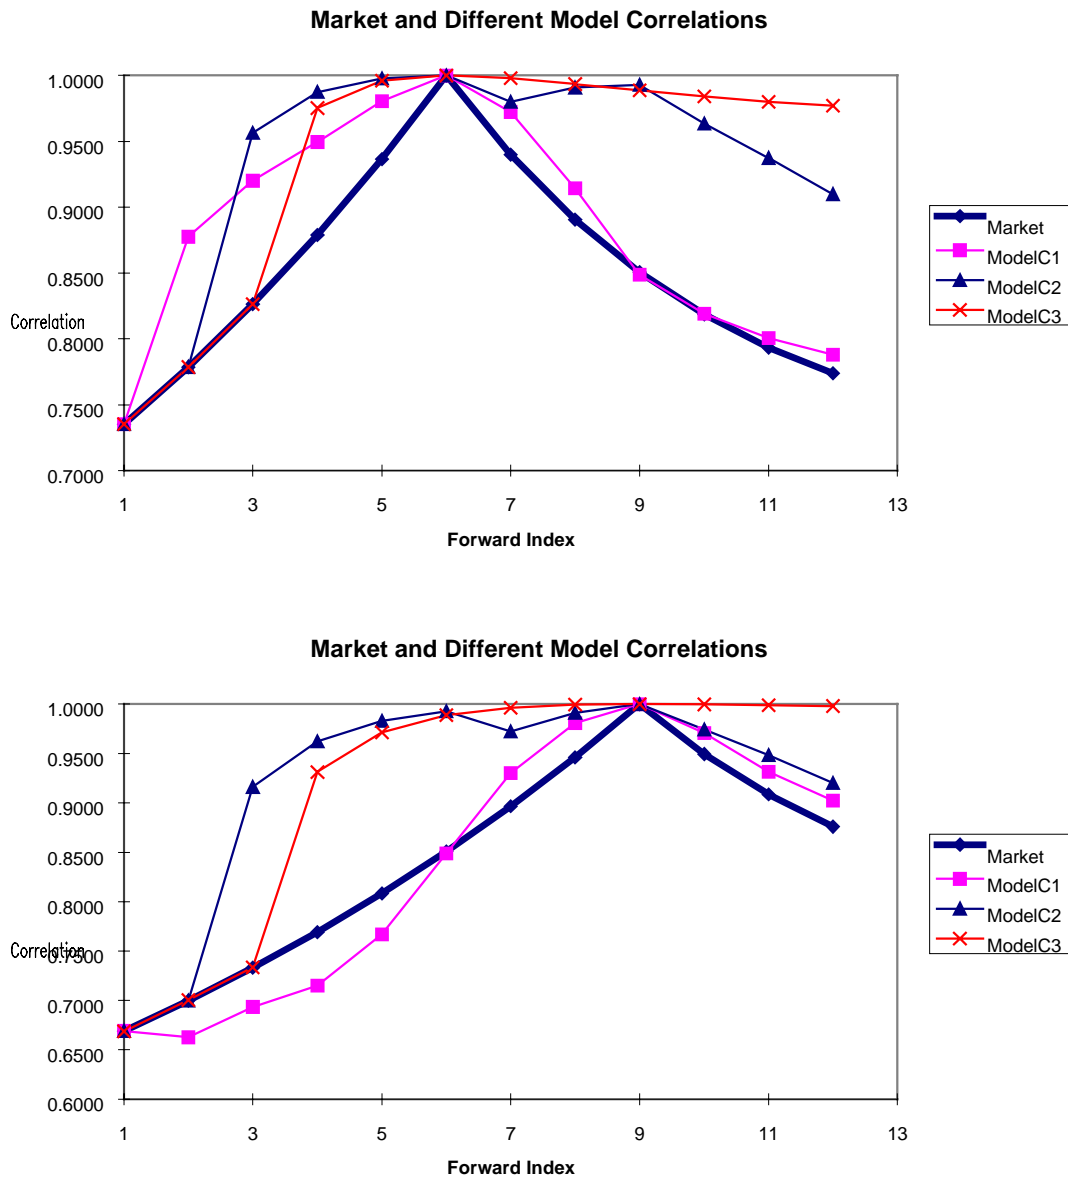 Market and Different Model Correlations
1.0000
0.9500
0.9000
0.8500
Correlation
0.8000
0.7500
0.7000
1 3 5 7 9 11 13
Forward Index
Market
ModelC1
ModelC2
ModelC3
Market and Different Model Correlations
1.0000
0.9500
0.9000
0.8500
0.8000
Correlation
0.7500
0.7000
0.6500
0.6000
1 3 5 7 9 11 13
Forward Index
Market
ModelC1
ModelC2
ModelC3